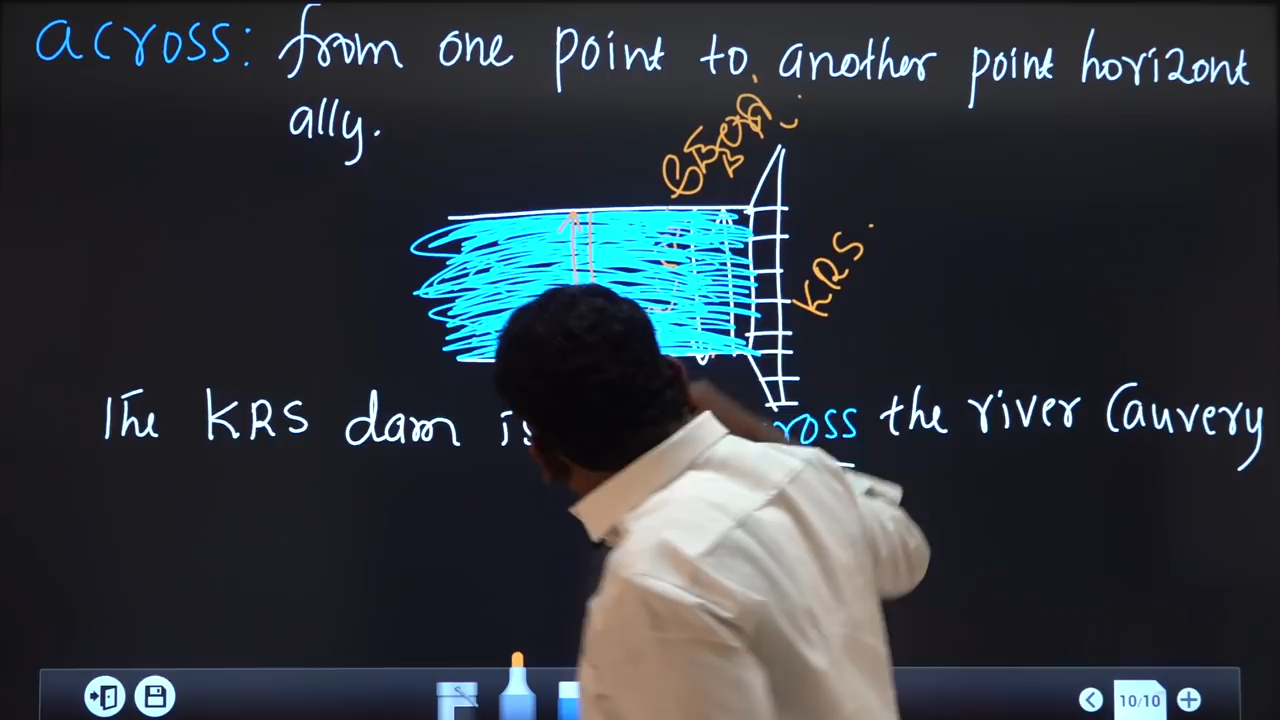 across: from one point to another point horizont
ally.
KRS.
The KRS dam is ross the river Cauvery
10/10